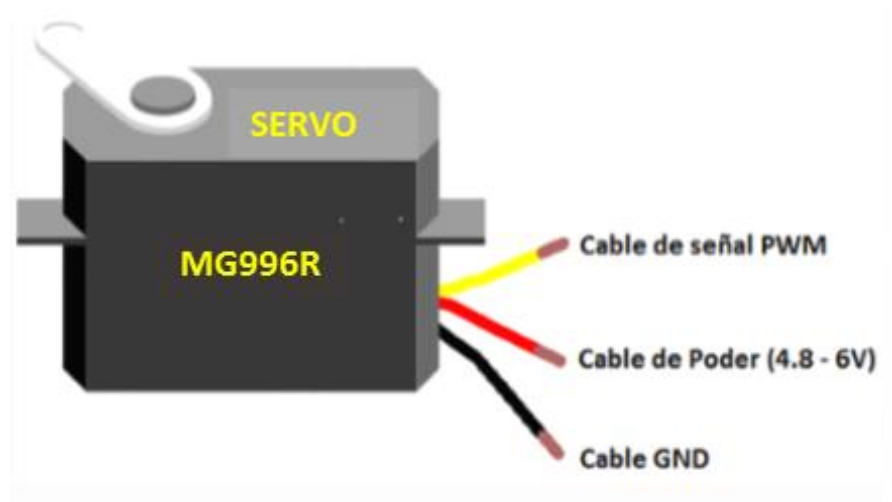 SERVO
MG996R
Cable de señal PWM
Cable de Poder (4.8 - 6V)
Cable GND